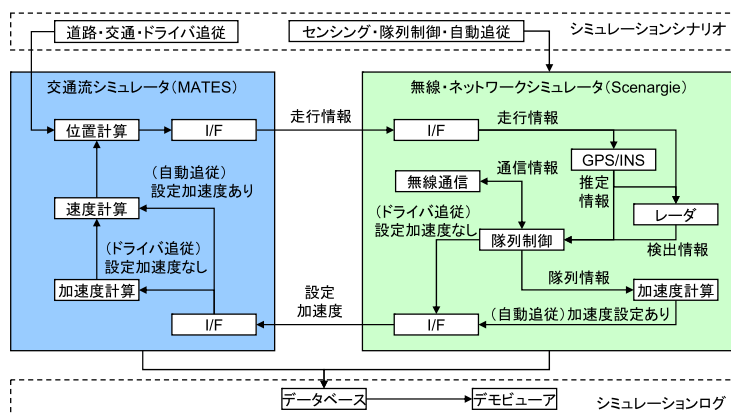 道路・交通・ドライバ追従
センシング・隊列制御・自動追従
シミュレーションシナリオ
交通流シミュレータ(MATES)
無線・ネットワークシミュレータ(Scenargie)
位置計算
I/F
走行情報
I/F
走行情報
GPS/INS
(自動追従)
設定加速度あり
無線通信
通信情報
推定
情報
速度計算
レーダ
(ドライバ追従)
設定加速度なし
隊列制御
検出情報
(ドライバ追従)
設定加速度なし
隊列情報
加速度計算
設定
加速度
加速度計算
I/F
I/F
(自動追従)加速度設定あり
データベース
デモビューア
シミュレーションログ